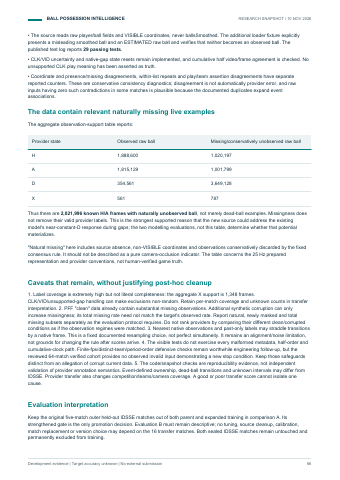 BALL POSSESSION INTELLIGENCE
RESEARCH SNAPSHOT / 10 NOV 2025
• The source reads raw player/ball fields and VISIBLE coordinates, never ballsSmoothed. The additional loader fixture explicitly
presents a misleading smoothed ball and an ESTIMATED raw ball and verifies that neither becomes an observed ball. The
published test log reports 29 passing tests.
• CLK/VID uncertainty and native-gap state resets remain implemented, and cumulative half video/frame agreement is checked. No
unsupported CLK play meaning has been asserted as truth.
• Coordinate and presence/missing disagreements, within-list repeats and play/team assertion disagreements have separate
reported counters. These are conservative consistency diagnostics; disagreement is not automatically provider error, and raw
inputs having zero such contradictions in some matches is plausible because the documented duplicates expand event
associations.
The data contain relevant naturally missing live examples
The aggregate observation-support table reports:
Provider state
Observed raw ball
Missing/conservatively unobserved raw ball
H
1,888,600
1,020,197
A
1,815,129
1,001,799
D
354,561
2,649,128
X
561
787
Thus there are 2,021,996 known H/A frames with naturally unobserved ball, not merely dead-ball examples. Missingness does
not remove their valid provider labels. This is the strongest supported reason that the new source could address the existing
model's near-constant-D response during gaps; the two modelling evaluations, not this table, determine whether that potential
materializes.
"Naturally missing" here includes source absence, non-VISIBLE coordinates and observations conservatively discarded by the fixed
consensus rule. It should not be described as a pure camera-occlusion indicator. The table concerns the 25 Hz prepared
representation and provider conventions, not human-verified game truth.
Caveats that remain, without justifying post-hoc cleanup
1. Label coverage is extremely high but not literal completeness: the aggregate X support is 1,348 frames.
CLK/VID/unsupported-gap handling can make exclusions non-random. Retain per-match coverage and unknown counts in transfer
interpretation. 2. PFF "clean" data already contain substantial missing observations. Additional synthetic corruption can only
increase missingness; its total missing rate need not match the targets' observed rate. Report natural, newly masked and total
missing subsets separately as the evaluation protocol requires. Do not rank providers by comparing their different clean/corrupted
actions as if the observation regimes were matched. 3. Nearest native observations and past-only labels may straddle transitions
by a native frame. This is a fixed documented resampling choice, not perfect simultaneity. It remains an alignment/noise limitation,
not grounds for changing the rate after scores arrive. 4. The visible tests do not exercise every malformed metadata, half-order and
cumulative-clock path. Finite-fps/direction/team-order defensive checks remain worthwhile engineering follow-up, but the
reviewed 64-match verified cohort provides no observed invalid input demonstrating a new stop condition. Keep those safeguards
distinct from an allegation of corrupt current data. 5. The codes/snapshot checks are reproducibility evidence, not independent
validation of provider annotation semantics. Event-defined ownership, dead-ball transitions and unknown intervals may differ from
IDSSE. Provider transfer also changes competition/stadium/camera coverage. A good or poor transfer score cannot isolate one
cause.
Evaluation interpretation
Keep the original five-match outer held-out IDSSE matches out of both parent and expanded training in comparison A. Its
strengthened gate is the only promotion decision. Evaluation B must remain descriptive; no tuning, source cleanup, calibration,
match replacement or version choice may depend on the 16 transfer matches. Both sealed IDSSE matches remain untouched and
permanently excluded from training.
Development evidence | Target accuracy unknown | No external submission